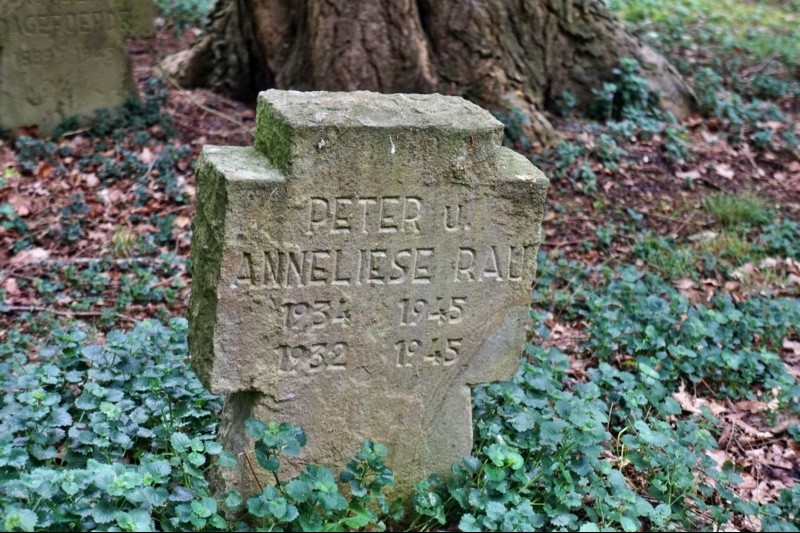 PETER u.
ANNELIESE RAU
1934 1945
1932 1945